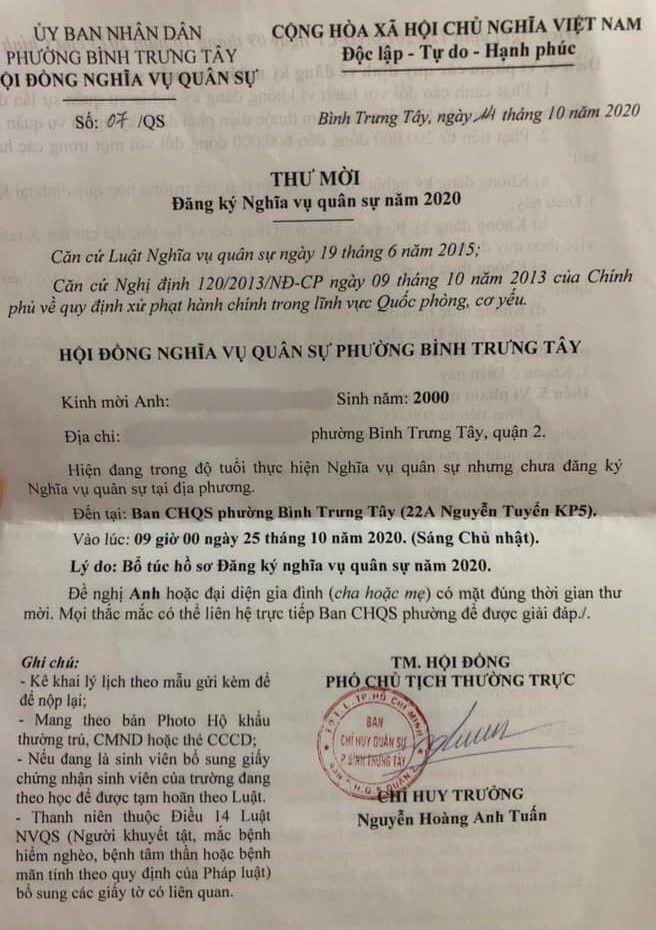 ỦY BAN NHÂN DÂN
PHƯỜNG BÌNH TRƯNG TÂY
ỘI ĐỒNG NGHĨA VỤ QUÂN SỰ
Số: 07 /QS
CỘNG HÒA XÃ HỘI CHỦ NGHĨA VIỆT NAM
Độc lập - Tự do - Hạnh phúc
Bình Trưng Tây, ngày tháng 10 năm 2020
THƯ MỜI
Đăng ký Nghĩa vụ quân sự năm 2020
Căn cứ Luật Nghĩa vụ quân sự ngày 19 tháng 6 năm 2015;
Căn cứ Nghị định 120/2013/NĐ-CP ngày 09 tháng 10 năm 2013 của Chính
phủ về quy định xử phạt hành chính trong lĩnh vực Quốc phòng, cơ yếu.
HỘI ĐỒNG NGHĨA VỤ QUÂN SỰ PHƯỜNG BÌNH TRƯNG TÂY
Kính mời Anh: Sinh năm: 2000
Địa chỉ: phường Bình Trưng Tây, quận 2.
Hiện đang trong độ tuổi thực hiện Nghĩa vụ quân sự nhưng chưa đăng ký
Nghĩa vụ quân sự tại địa phương.
Đến tại: Ban CHQS phường Bình Trưng Tây (22A Nguyễn Tuyển KP5).
Vào lúc: 09 giờ 00 ngày 25 tháng 10 năm 2020. (Sáng Chủ nhật).
Lý do: Bổ túc hồ sơ Đăng ký nghĩa vụ quân sự năm 2020.
Đề nghị Anh hoặc đại diện gia đình (cha hoặc mẹ) có mặt đúng thời gian thư
mời. Mọi thắc mắc có thể liên hệ trực tiếp Ban CHQS phường để được giải đáp./.
Ghi chú:
- Kê khai lý lịch theo mẫu gửi kèm để
để nộp lại;
- Mang theo bản Photo Hộ khẩu
thường trú, CMND hoặc thẻ CCCD;
- Nếu đang là sinh viên bổ sung giấy
chứng nhận sinh viên của trường đang
theo học để được tạm hoãn theo Luật.
- Thanh niên thuộc Điều 14 Luật
NVQS (Người khuyết tật, mắc bệnh
hiểm nghèo, bệnh tâm thần hoặc bệnh
mãn tính theo quy định của Pháp luật)
bổ sung các giấy tờ có liên quan.
TM. HỘI ĐỒNG
PHÓ CHỦ TỊCH THƯỜNG TRỰC
BAN
CHỈ HUY QUÂN SỰ
P. BÌNH TRƯNG TÂY
CHỈ HUY TRƯỞNG
Nguyễn Hoàng Anh Tuấn